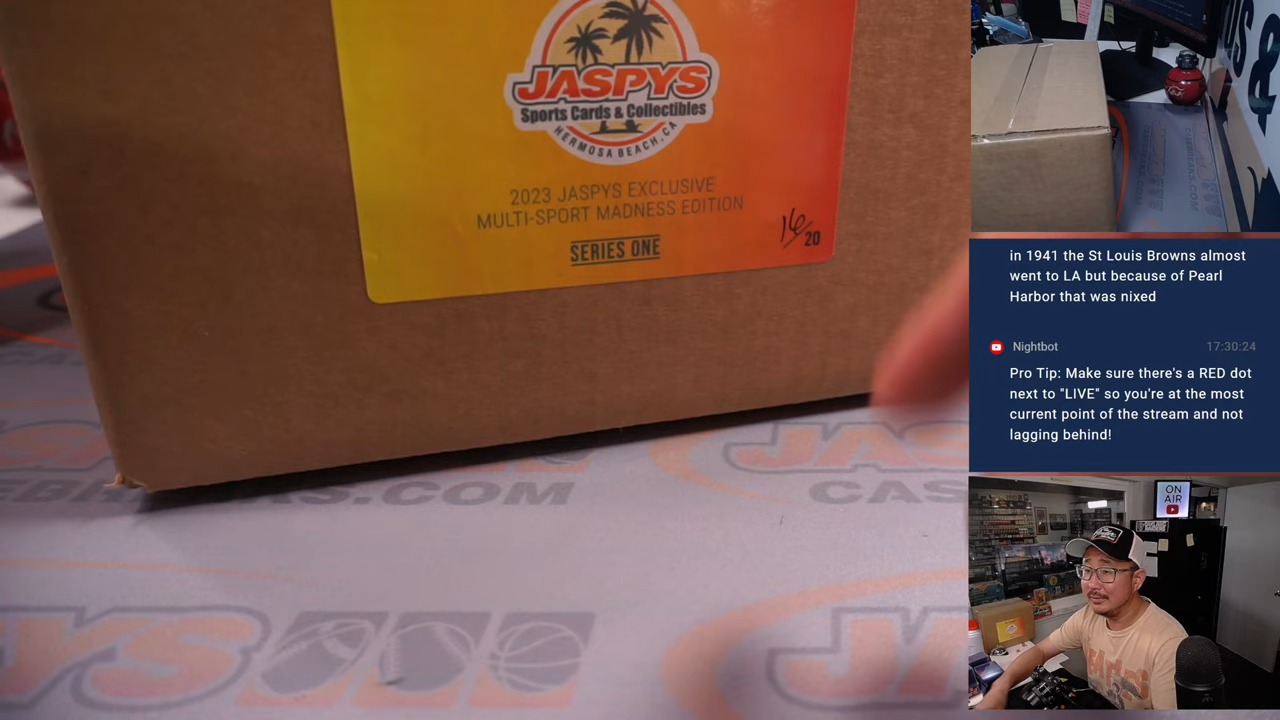 JASPYS
Sports Cards & Collectibles
HERMOSA BEACH, CA
2023 JASPYS EXCLUSIVE
MULTI-SPORT MADNESS EDITION
SERIES ONE
16/20
in 1941 the St Louis Browns almost
went to LA but because of Pearl
Harbor that was nixed
Nightbot 17:30:24
Pro Tip: Make sure there's a RED dot
next to "LIVE" so you're at the most
current point of the stream and not
lagging behind!
ON
AIR